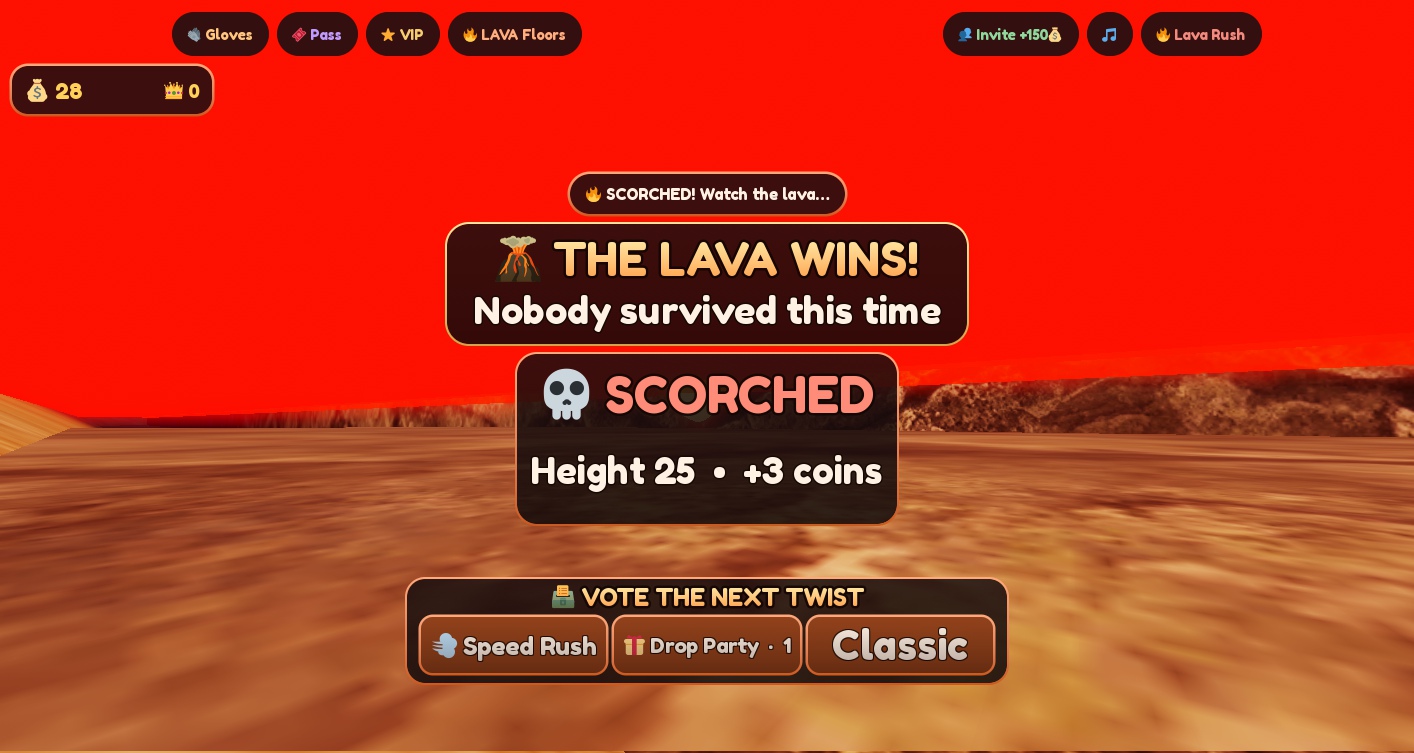 Gloves
Pass
VIP
LAVA Floors
Invite +150
Lava Rush
28
0
SCORCHED! Watch the lava...
THE LAVA WINS!
Nobody survived this time
SCORCHED
Height 25 • +3 coins
VOTE THE NEXT TWIST
Speed Rush
Drop Party · 1
Classic